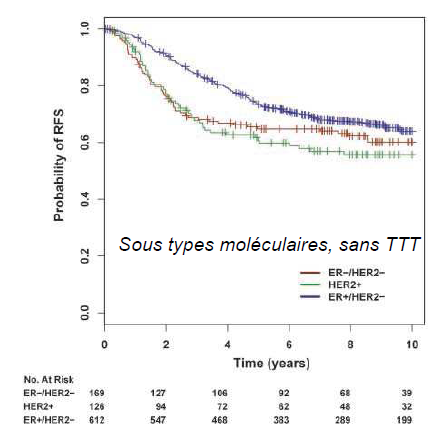 1.0
0.8
0.6
0.4
0.2
0.0
Probability of RFS
Sous types moléculaires, sans TTT
ER–/HER2–
HER2+
ER+/HER2–
0 2 4 6 8 10
Time (years)
No. At Risk
ER–/HER2– 169 127 106 92 68 39
HER2+ 126 94 72 62 48 32
ER+/HER2– 612 547 468 383 289 199